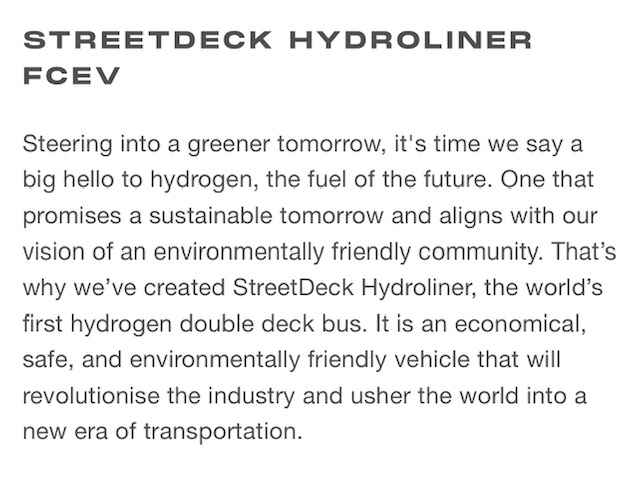 STREETDECK HYDROLINER
FCEV
Steering into a greener tomorrow, it's time we say a
big hello to hydrogen, the fuel of the future. One that
promises a sustainable tomorrow and aligns with our
vision of an environmentally friendly community. That’s
why we’ve created StreetDeck Hydroliner, the world’s
first hydrogen double deck bus. It is an economical,
safe, and environmentally friendly vehicle that will
revolutionise the industry and usher the world into a
new era of transportation.